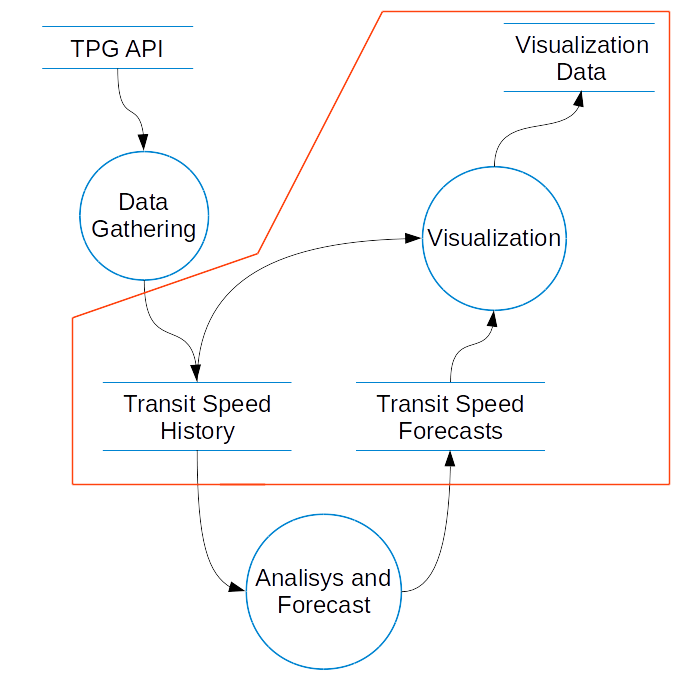 TPG API
Visualization
Data
Data
Gathering
Visualization
Transit Speed
History
Transit Speed
Forecasts
Analisys and
Forecast